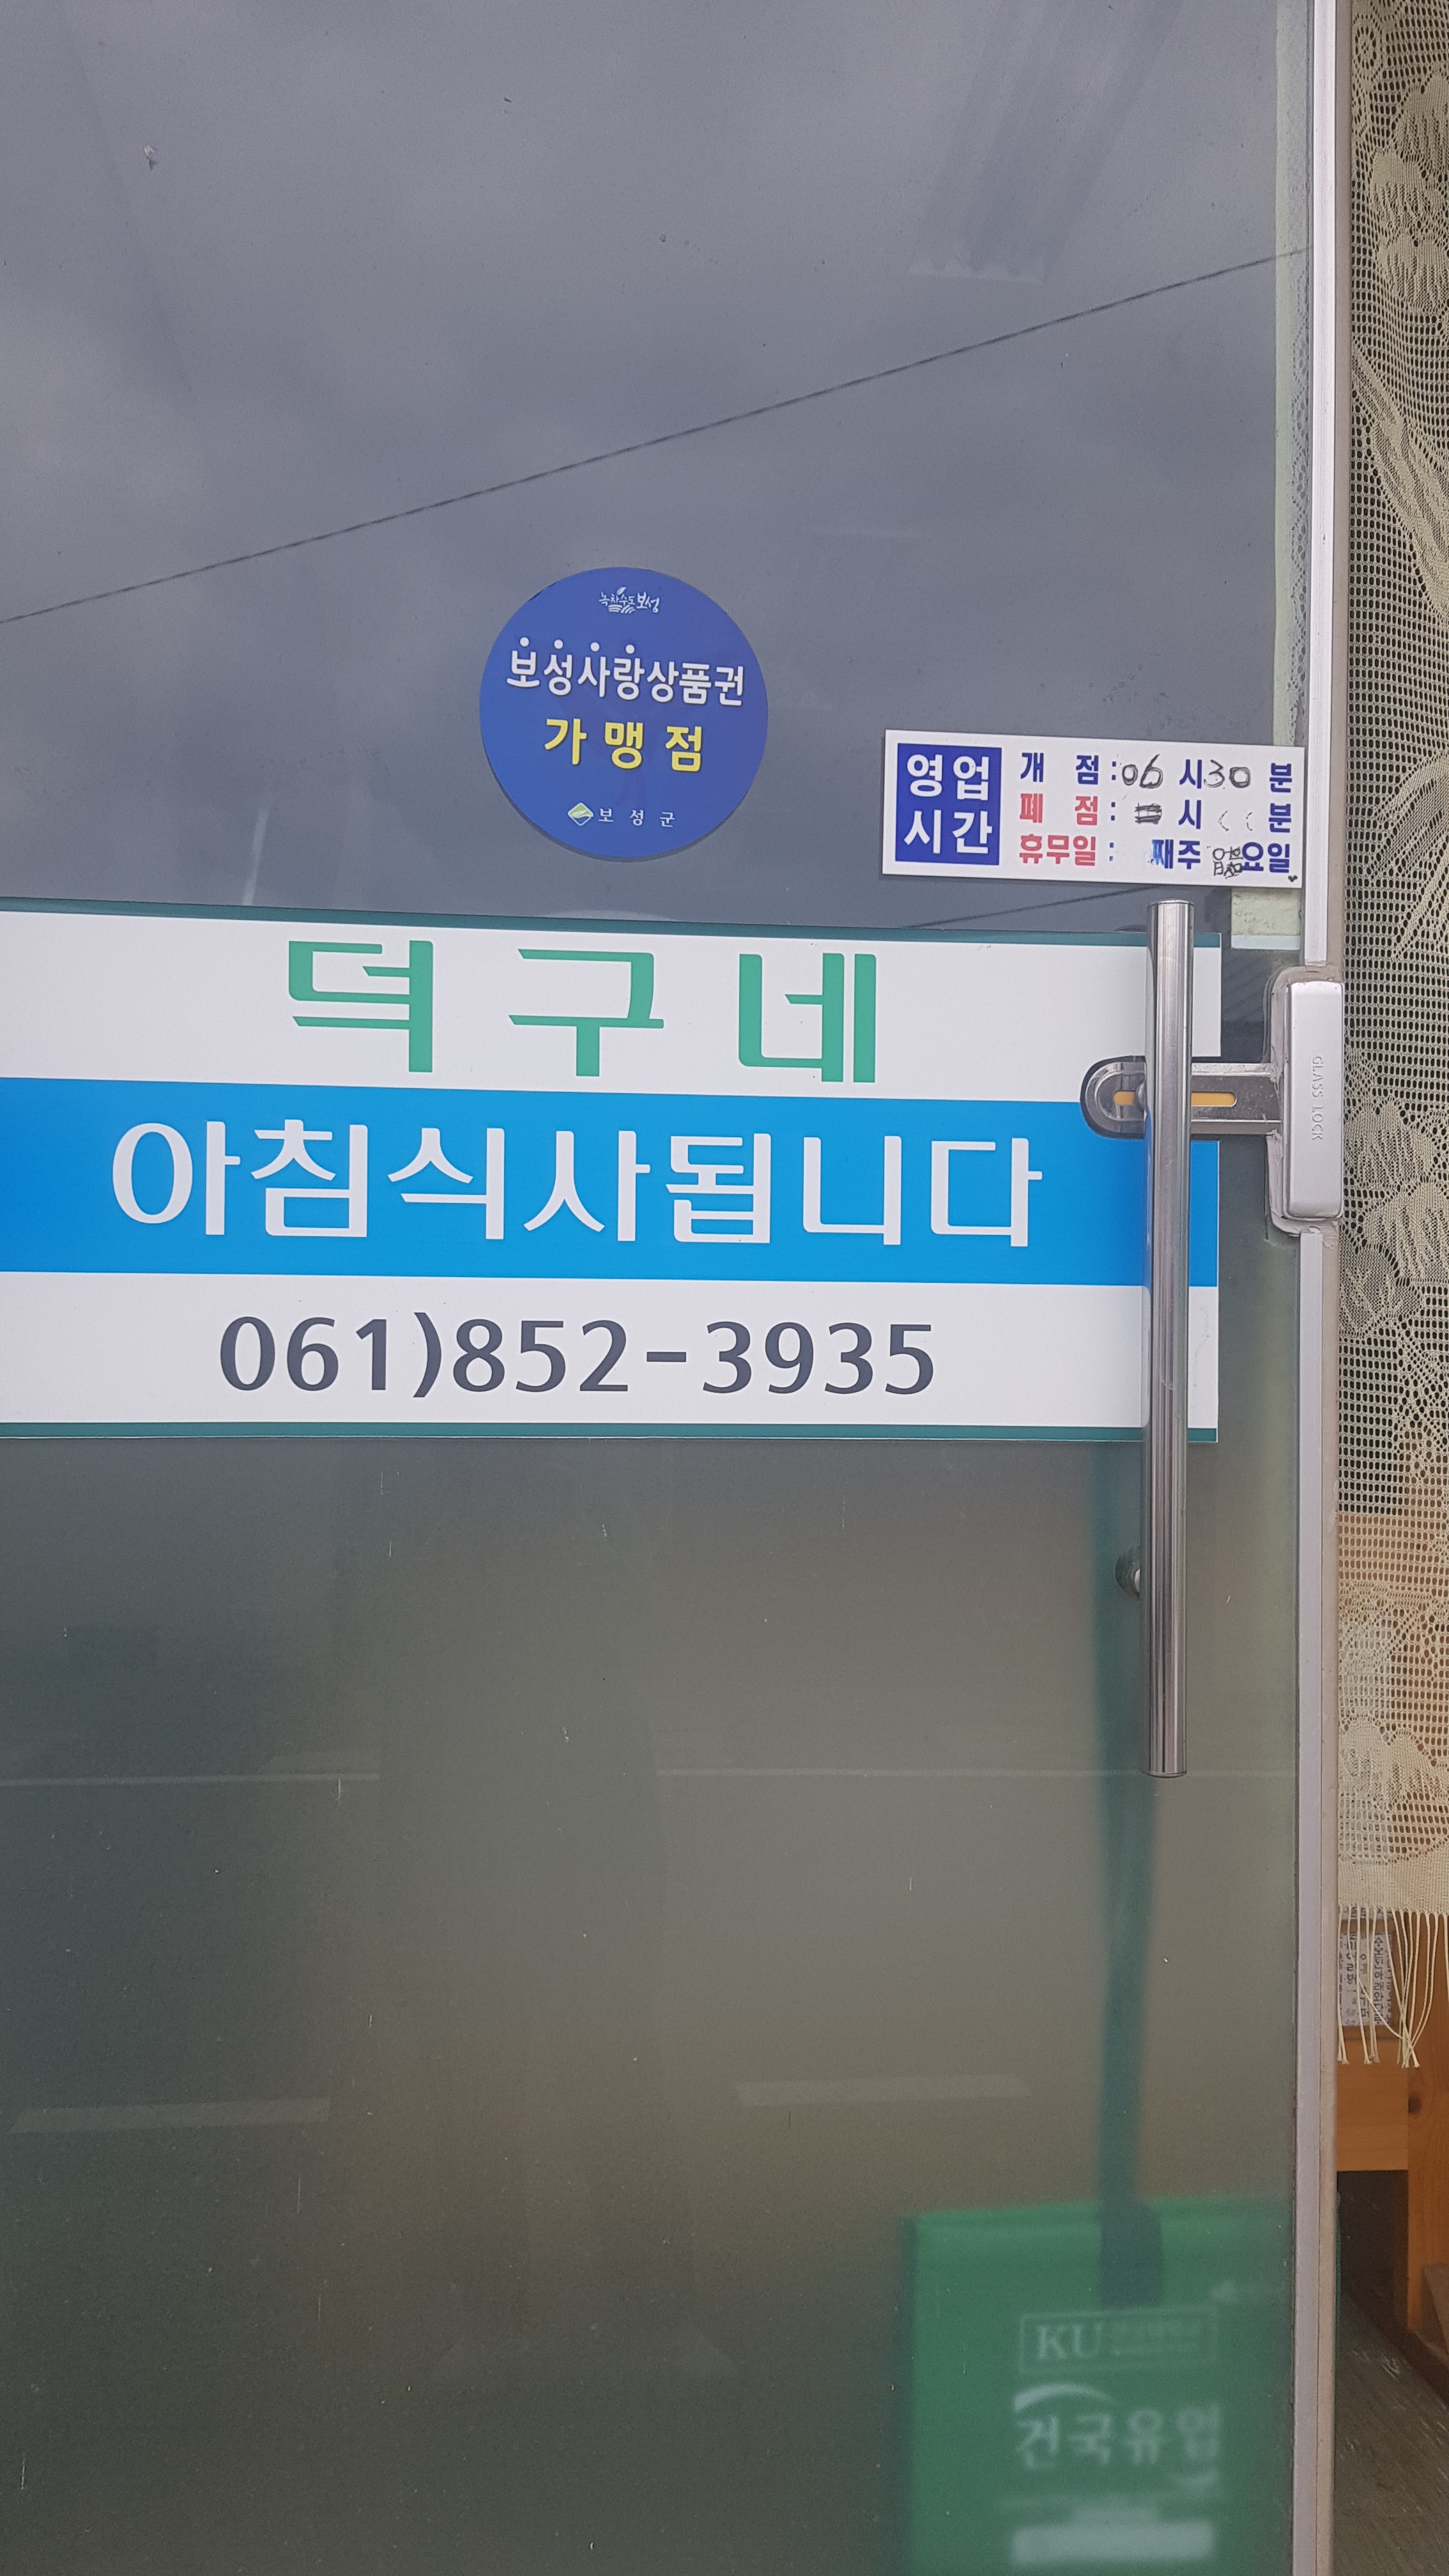 녹차수도 보성
보성사랑상품권
가맹점
보성군
영업시간
개 점: 06 시 30 분
폐 점: 시 분
휴무일: 째주 요일
덕구네
아침식사됩니다
061)852-3935
GLASS LOCK
KU
건국유업